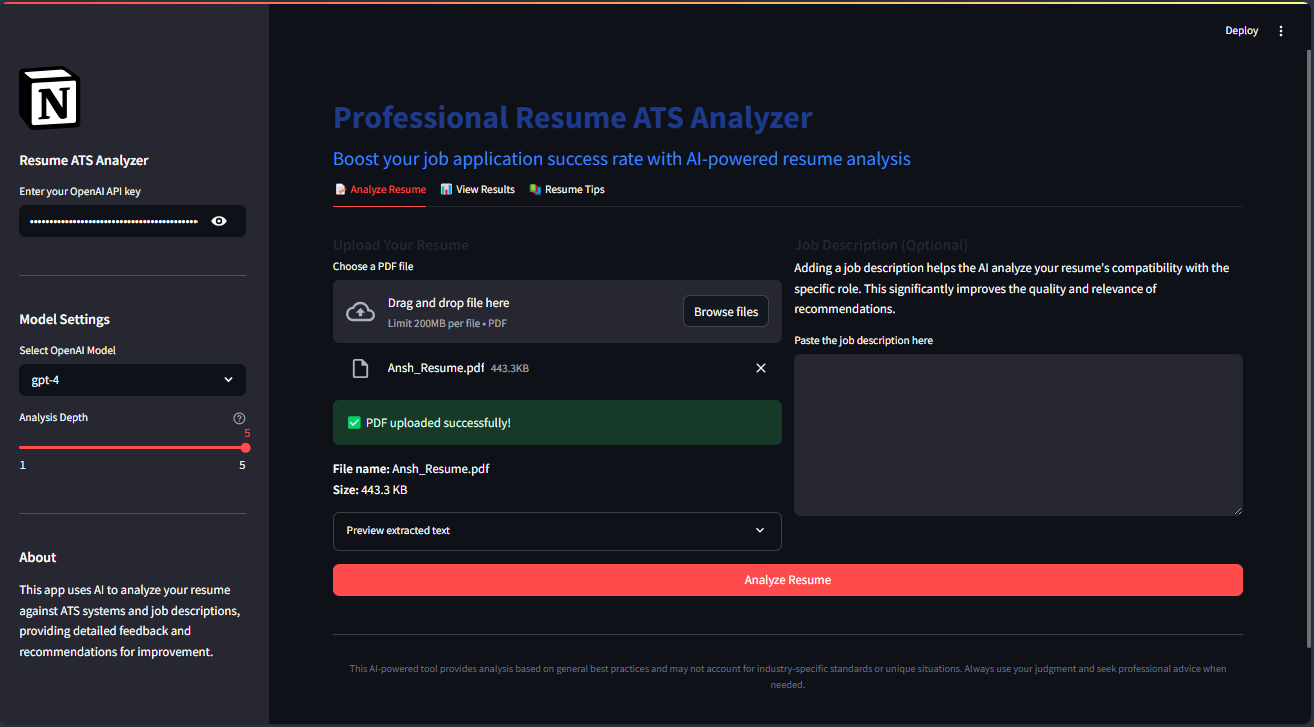 Deploy
N
Resume ATS Analyzer
Enter your OpenAI API key
Model Settings
Select OpenAI Model
gpt-4
Analysis Depth
5
1
5
About
This app uses AI to analyze your resume
against ATS systems and job descriptions,
providing detailed feedback and
recommendations for improvement.
Professional Resume ATS Analyzer
Boost your job application success rate with AI-powered resume analysis
Analyze Resume
View Results
Resume Tips
Upload Your Resume
Choose a PDF file
Drag and drop file here
Limit 200MB per file • PDF
Browse files
Ansh_Resume.pdf 443.3KB
PDF uploaded successfully!
File name: Ansh_Resume.pdf
Size: 443.3 KB
Preview extracted text
Job Description (Optional)
Adding a job description helps the AI analyze your resume's compatibility with the
specific role. This significantly improves the quality and relevance of
recommendations.
Paste the job description here
Analyze Resume
This AI-powered tool provides analysis based on general best practices and may not account for industry-specific standards or unique situations. Always use your judgment and seek professional advice when
needed.